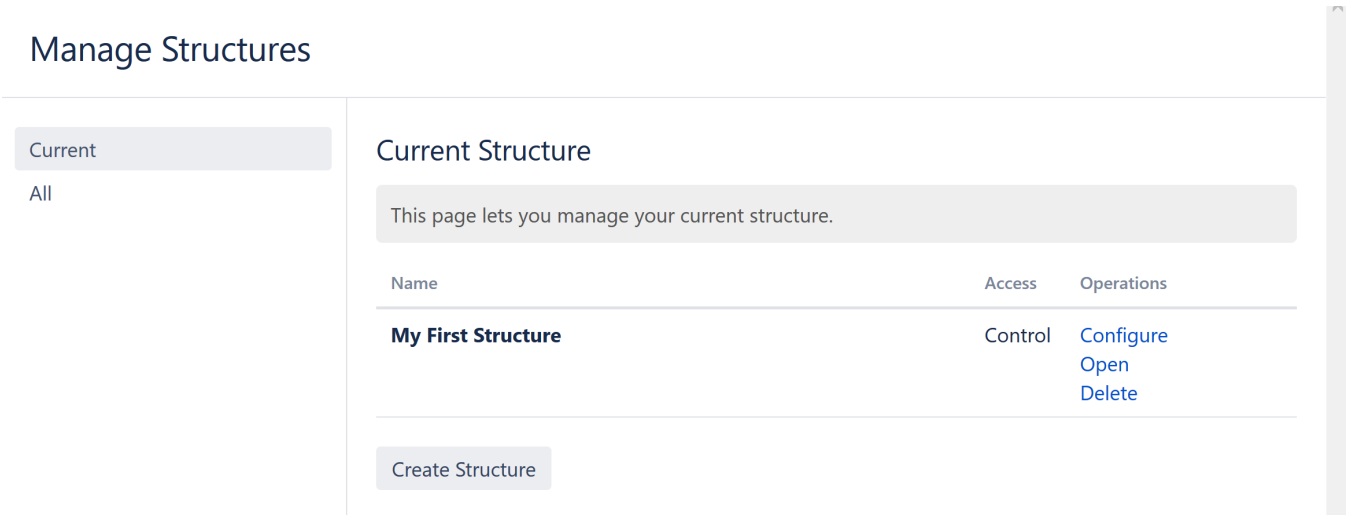 Manage Structures
Current
All
Current Structure
This page lets you manage your current structure.
Name Access Operations
My First Structure Control Configure
Open
Delete
Create Structure